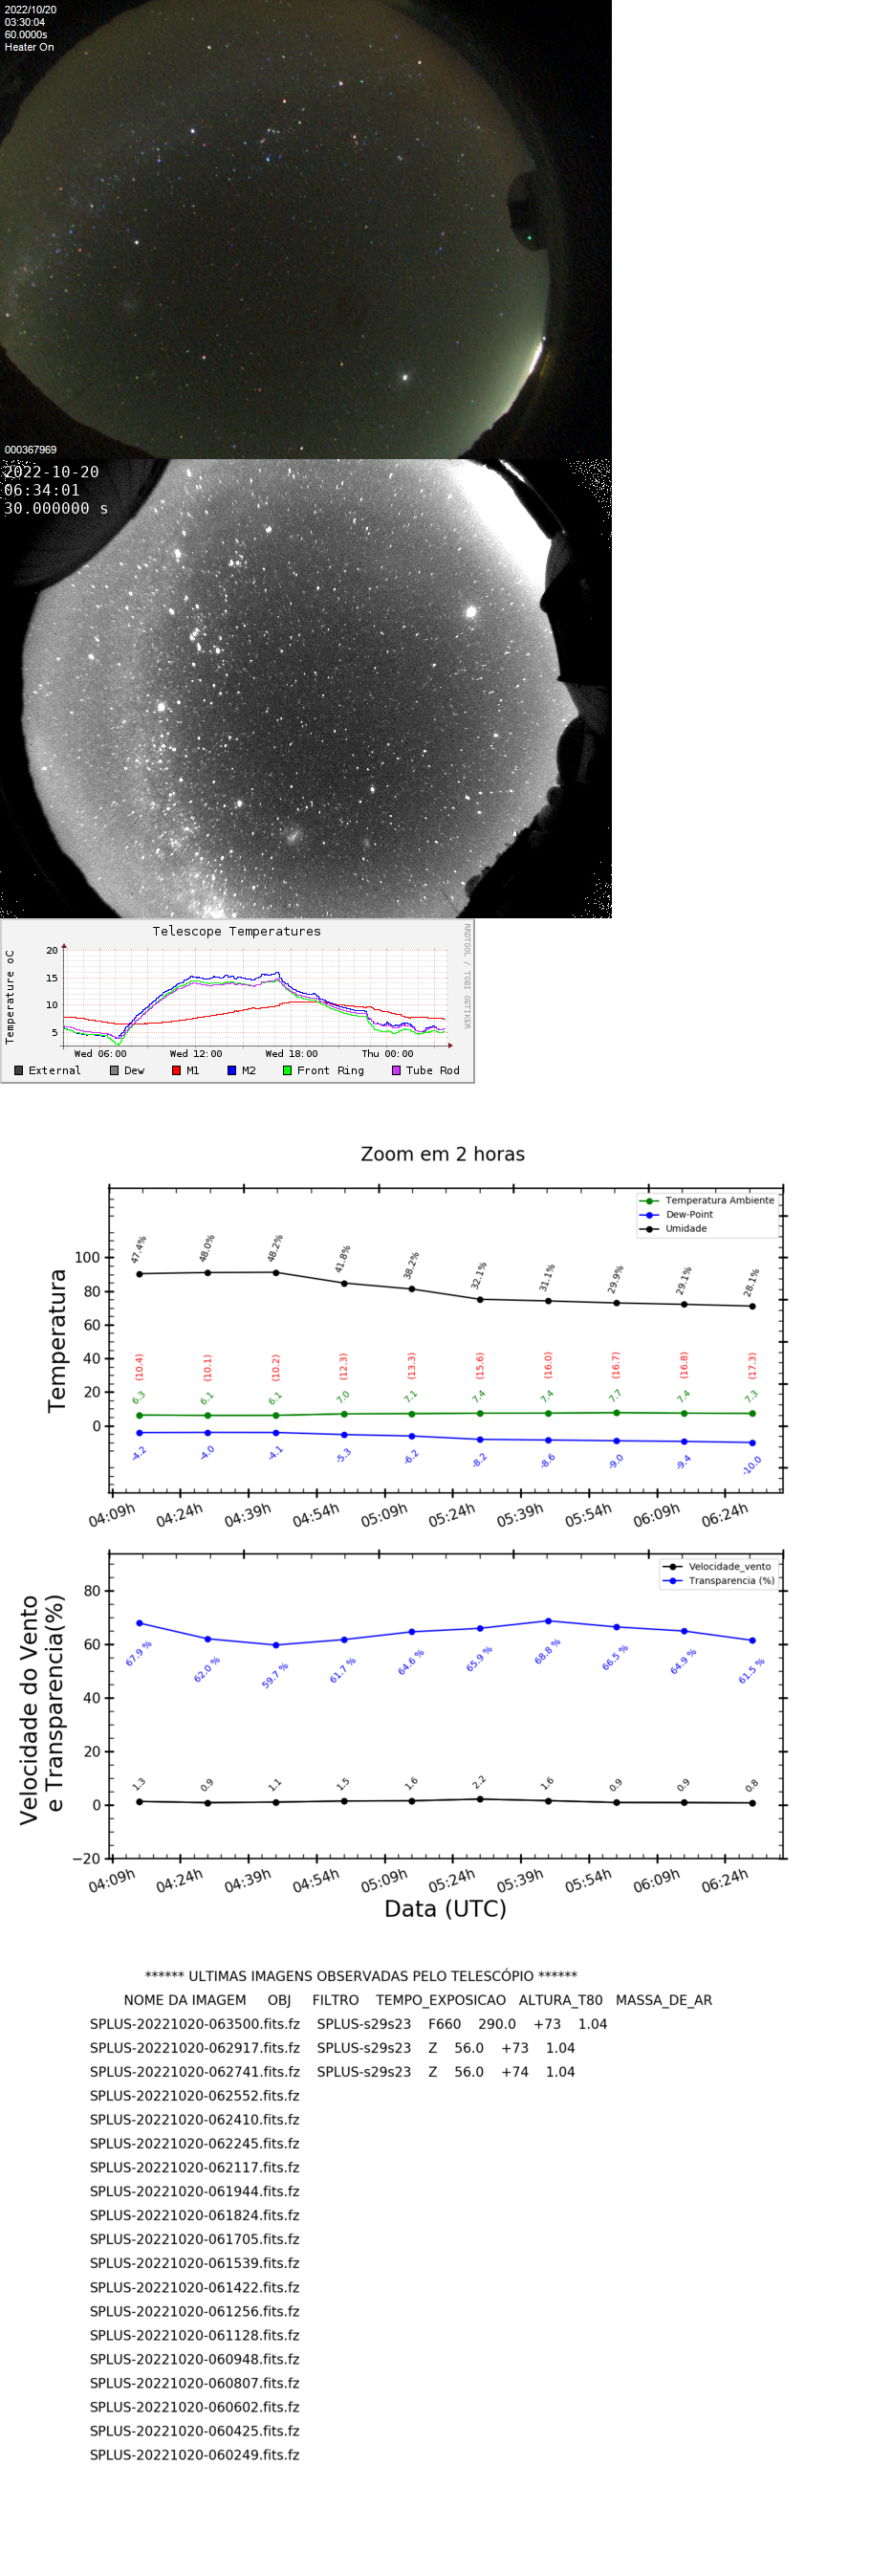 2022/10/20
03:30:04
60.0000s
Heater On
000367969
2022-10-20
06:34:01
30.000000 s
Telescope Temperatures
RRDTOOL / TOBI OETIKER
Temperature oC
20
15
10
5
Wed 06:00 Wed 12:00 Wed 18:00 Thu 00:00
External Dew M1 M2 Front Ring Tube Rod
Zoom em 2 horas
Temperatura Ambiente
Dew-Point
Umidade
Temperatura
100
80
60
40
20
0
47.4% 48.0% 48.2% 41.8% 38.2% 32.1% 31.1% 29.9% 29.1% 28.1%
(10.4) (10.1) (10.2) (12.3) (13.3) (15.6) (16.0) (16.7) (16.8) (17.3)
6.3 6.1 6.1 7.0 7.1 7.4 7.4 7.7 7.4 7.3
-4.2 -4.0 -4.1 -5.3 -6.2 -8.2 -8.6 -9.0 -9.4 -10.0
04:09h 04:24h 04:39h 04:54h 05:09h 05:24h 05:39h 05:54h 06:09h 06:24h
Velocidade_vento
Transparencia (%)
Velocidade do Vento
e Transparencia(%)
80
60
40
20
0
−20
67.9 % 62.0 % 59.7 % 61.7 % 64.6 % 65.9 % 68.8 % 66.5 % 64.9 % 61.5 %
1.3 0.9 1.1 1.5 1.6 2.2 1.6 0.9 0.9 0.8
04:09h 04:24h 04:39h 04:54h 05:09h 05:24h 05:39h 05:54h 06:09h 06:24h
Data (UTC)
****** ULTIMAS IMAGENS OBSERVADAS PELO TELESCÓPIO ******
NOME DA IMAGEM OBJ FILTRO TEMPO_EXPOSICAO ALTURA_T80 MASSA_DE_AR
SPLUS-20221020-063500.fits.fz SPLUS-s29s23 F660 290.0 +73 1.04
SPLUS-20221020-062917.fits.fz SPLUS-s29s23 Z 56.0 +73 1.04
SPLUS-20221020-062741.fits.fz SPLUS-s29s23 Z 56.0 +74 1.04
SPLUS-20221020-062552.fits.fz
SPLUS-20221020-062410.fits.fz
SPLUS-20221020-062245.fits.fz
SPLUS-20221020-062117.fits.fz
SPLUS-20221020-061944.fits.fz
SPLUS-20221020-061824.fits.fz
SPLUS-20221020-061705.fits.fz
SPLUS-20221020-061539.fits.fz
SPLUS-20221020-061422.fits.fz
SPLUS-20221020-061256.fits.fz
SPLUS-20221020-061128.fits.fz
SPLUS-20221020-060948.fits.fz
SPLUS-20221020-060807.fits.fz
SPLUS-20221020-060602.fits.fz
SPLUS-20221020-060425.fits.fz
SPLUS-20221020-060249.fits.fz